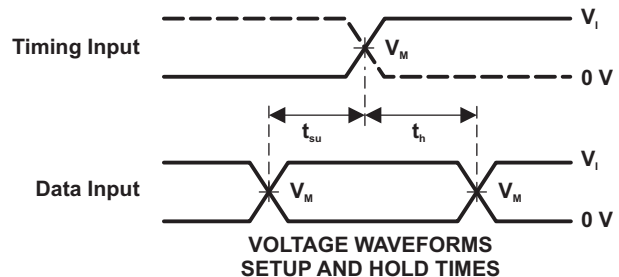 V_I
Timing Input
V_M
0 V
t_su
t_h
V_I
Data Input
V_M
V_M
0 V
VOLTAGE WAVEFORMS
SETUP AND HOLD TIMES